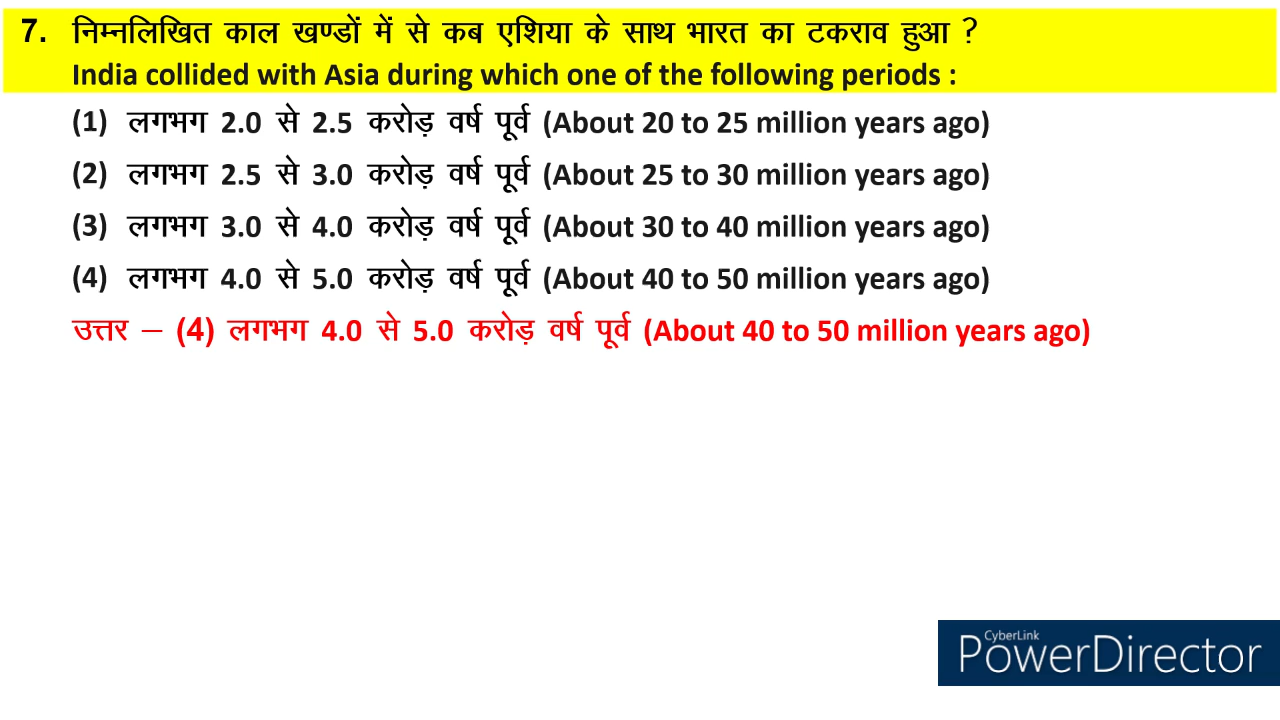 7. निम्नलिखित काल खण्डों में से कब एशिया के साथ भारत का टकराव हुआ ?
India collided with Asia during which one of the following periods :
(1) लगभग 2.0 से 2.5 करोड़ वर्ष पूर्व (About 20 to 25 million years ago)
(2) लगभग 2.5 से 3.0 करोड़ वर्ष पूर्व (About 25 to 30 million years ago)
(3) लगभग 3.0 से 4.0 करोड़ वर्ष पूर्व (About 30 to 40 million years ago)
(4) लगभग 4.0 से 5.0 करोड़ वर्ष पूर्व (About 40 to 50 million years ago)
उत्तर – (4) लगभग 4.0 से 5.0 करोड़ वर्ष पूर्व (About 40 to 50 million years ago)
CyberLink
PowerDirector